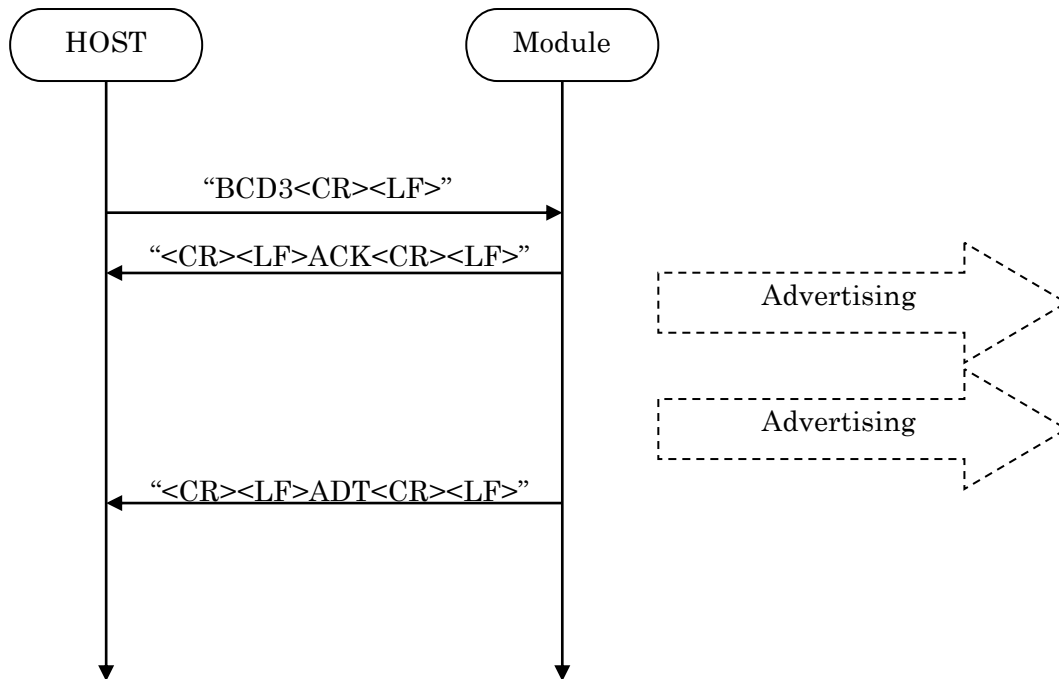 HOST
Module
“BCD3<CR><LF>”
“<CR><LF>ACK<CR><LF>”
Advertising
Advertising
“<CR><LF>ADT<CR><LF>”